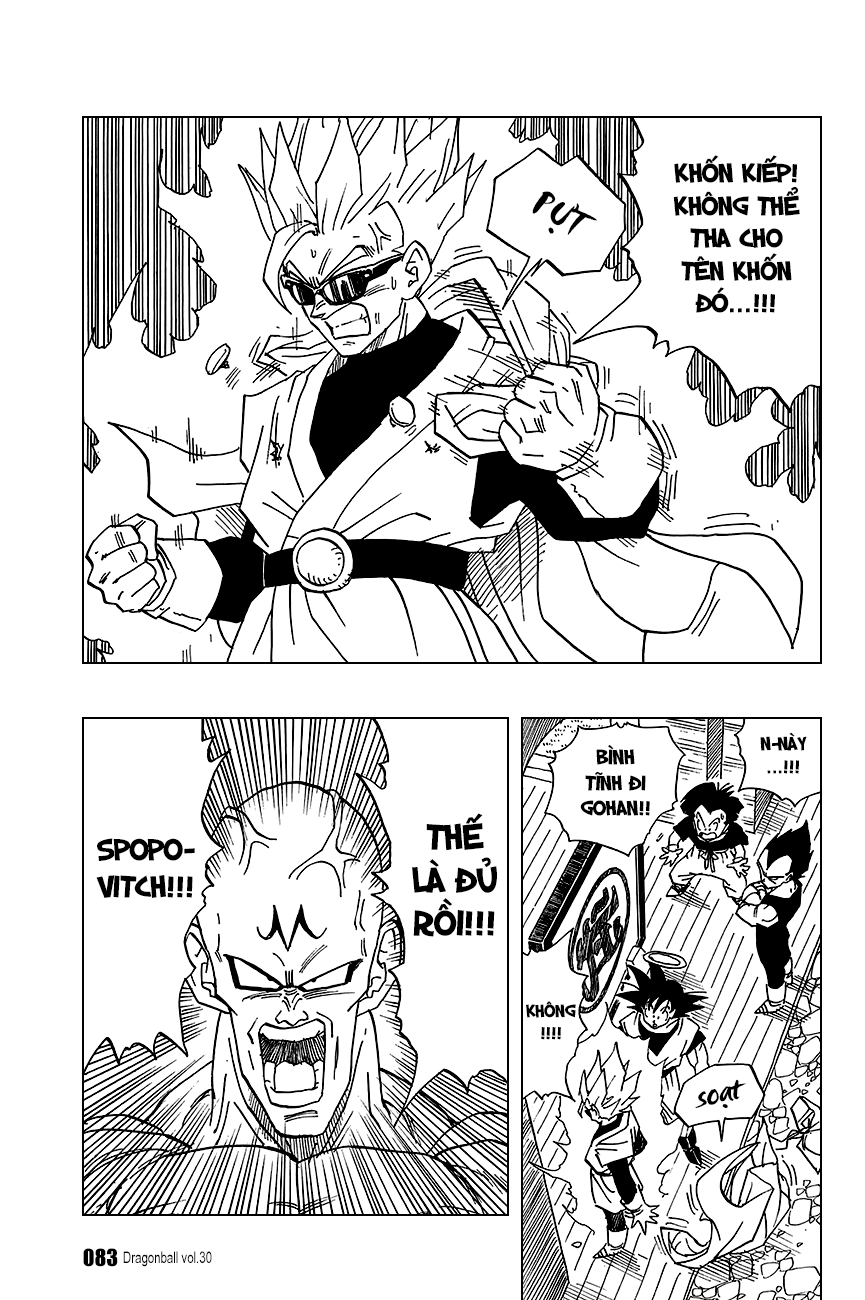 KHỐN KIẾP!
KHÔNG THỂ
THA CHO
TÊN KHỐN
ĐÓ...!!!
PỰT
N-NÀY
...!!!
BÌNH
TĨNH ĐI
GOHAN!!
KHÔNG
!!!!
SOẠT
THẾ
LÀ ĐỦ
RỒI!!!
SPOPO-
VITCH!!!
083 Dragonball vol.30